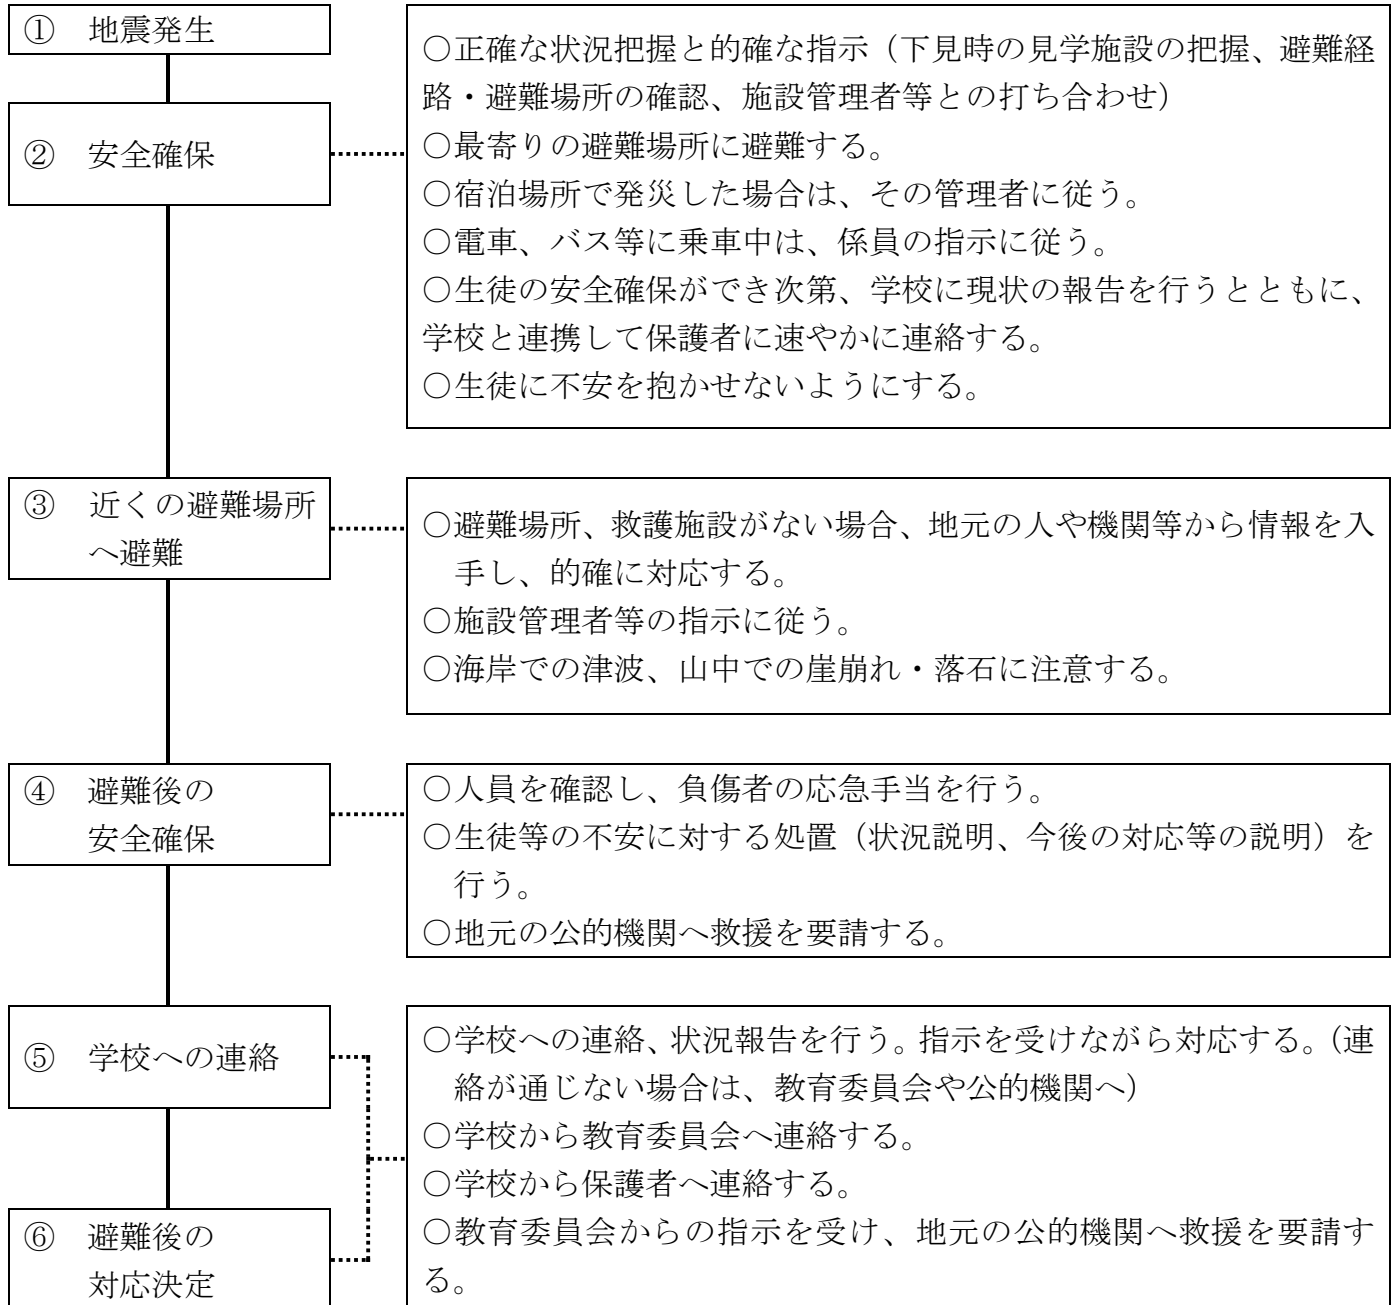 ① 地震発生
② 安全確保
○正確な状況把握と的確な指示（下見時の見学施設の把握、避難経
路・避難場所の確認、施設管理者等との打ち合わせ）
○最寄りの避難場所に避難する。
○宿泊場所で発災した場合は、その管理者に従う。
○電車、バス等に乗車中は、係員の指示に従う。
○生徒の安全確保ができ次第、学校に現状の報告を行うとともに、
学校と連携して保護者に速やかに連絡する。
○生徒に不安を抱かせないようにする。
③ 近くの避難場所
へ避難
○避難場所、救護施設がない場合、地元の人や機関等から情報を入
手し、的確に対応する。
○施設管理者等の指示に従う。
○海岸での津波、山中での崖崩れ・落石に注意する。
④ 避難後の
安全確保
○人員を確認し、負傷者の応急手当を行う。
○生徒等の不安に対する処置（状況説明、今後の対応等の説明）を
行う。
○地元の公的機関へ救援を要請する。
⑤ 学校への連絡
⑥ 避難後の
対応決定
○学校への連絡、状況報告を行う。指示を受けながら対応する。（連
絡が通じない場合は、教育委員会や公的機関へ）
○学校から教育委員会へ連絡する。
○学校から保護者へ連絡する。
○教育委員会からの指示を受け、地元の公的機関へ救援を要請す
る。